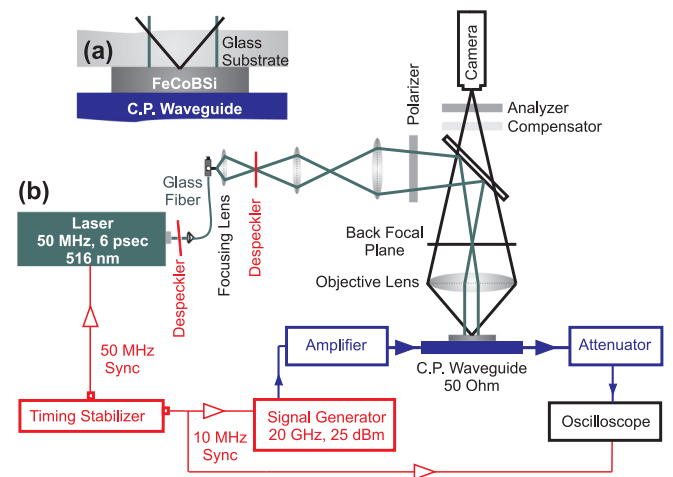 (a)
Glass
Substrate
FeCoBSi
C.P. Waveguide
Camera
Analyzer
Compensator
Polarizer
(b)
Glass
Fiber
Laser
50 MHz, 6 psec
516 nm
Despeckler
Focusing Lens
Despeckler
Back Focal
Plane
Objective Lens
50 MHz
Sync
Amplifier
C.P. Waveguide
50 Ohm
Attenuator
Timing Stabilizer
10 MHz
Sync
Signal Generator
20 GHz, 25 dBm
Oscilloscope